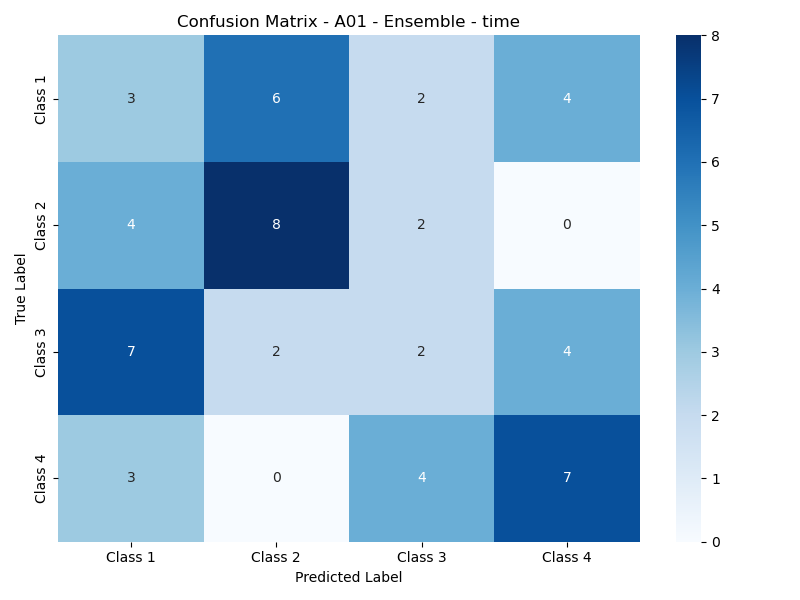 Confusion Matrix - A01 - Ensemble - time
True Label
Class 1
3 6 2 4
Class 2
4 8 2 0
Class 3
7 2 2 4
Class 4
3 0 4 7
Class 1 Class 2 Class 3 Class 4
Predicted Label
8
7
6
5
4
3
2
1
0